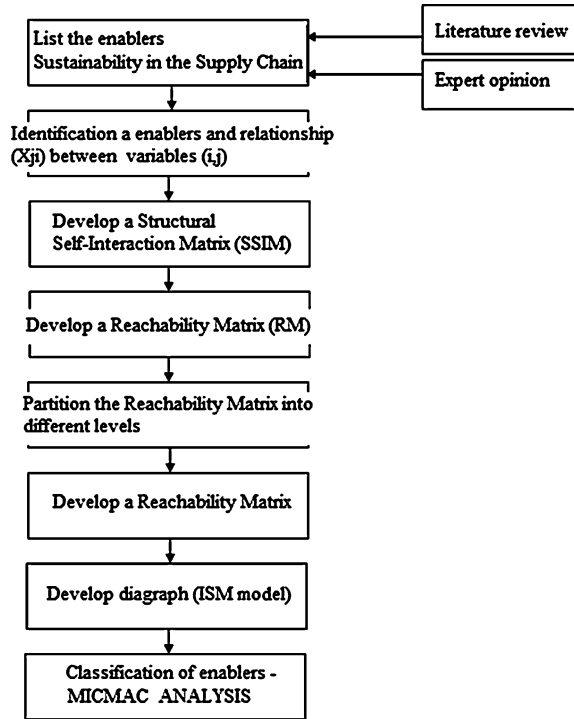 List the enablers
Sustainability in the Supply Chain
Literature review
Expert opinion
Identification a enablers and relationship
(Xji) between variables (i,j)
Develop a Structural
Self-Interaction Matrix (SSIM)
Develop a Reachability Matrix (RM)
Partition the Reachability Matrix into
different levels
Develop a Reachability Matrix
Develop diagraph (ISM model)
Classification of enablers -
MICMAC ANALYSIS